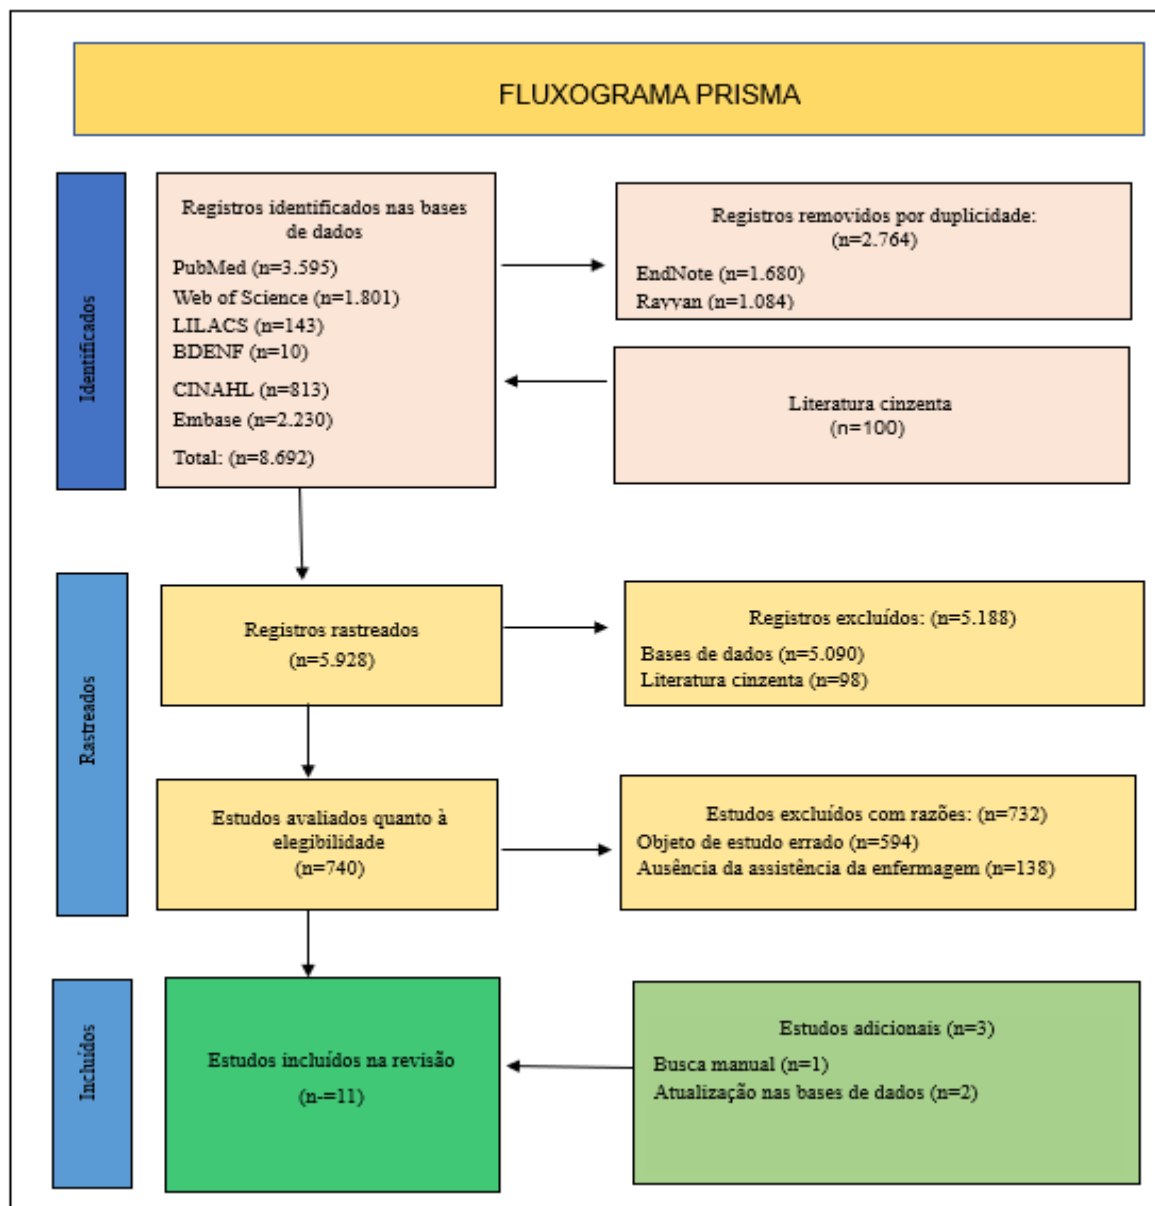 FLUXOGRAMA PRISMA
Identificados
Registros identificados nas bases
de dados
PubMed (n=3.595)
Web of Science (n=1.801)
LILACS (n=143)
BDENF (n=10)
CINAHL (n=813)
Embase (n=2.230)
Total: (n=8.692)
Registros removidos por duplicidade:
(n=2.764)
EndNote (n=1.680)
Rayyan (n=1.084)
Literatura cinzenta
(n=100)
Rastreados
Registros rastreados
(n=5.928)
Registros excluídos: (n=5.188)
Bases de dados (n=5.090)
Literatura cinzenta (n=98)
Estudos avaliados quanto à
elegibilidade
(n=740)
Estudos excluídos com razões: (n=732)
Objeto de estudo errado (n=594)
Ausência da assistência da enfermagem (n=138)
Incluídos
Estudos incluídos na revisão
(n-=11)
Estudos adicionais (n=3)
Busca manual (n=1)
Atualização nas bases de dados (n=2)